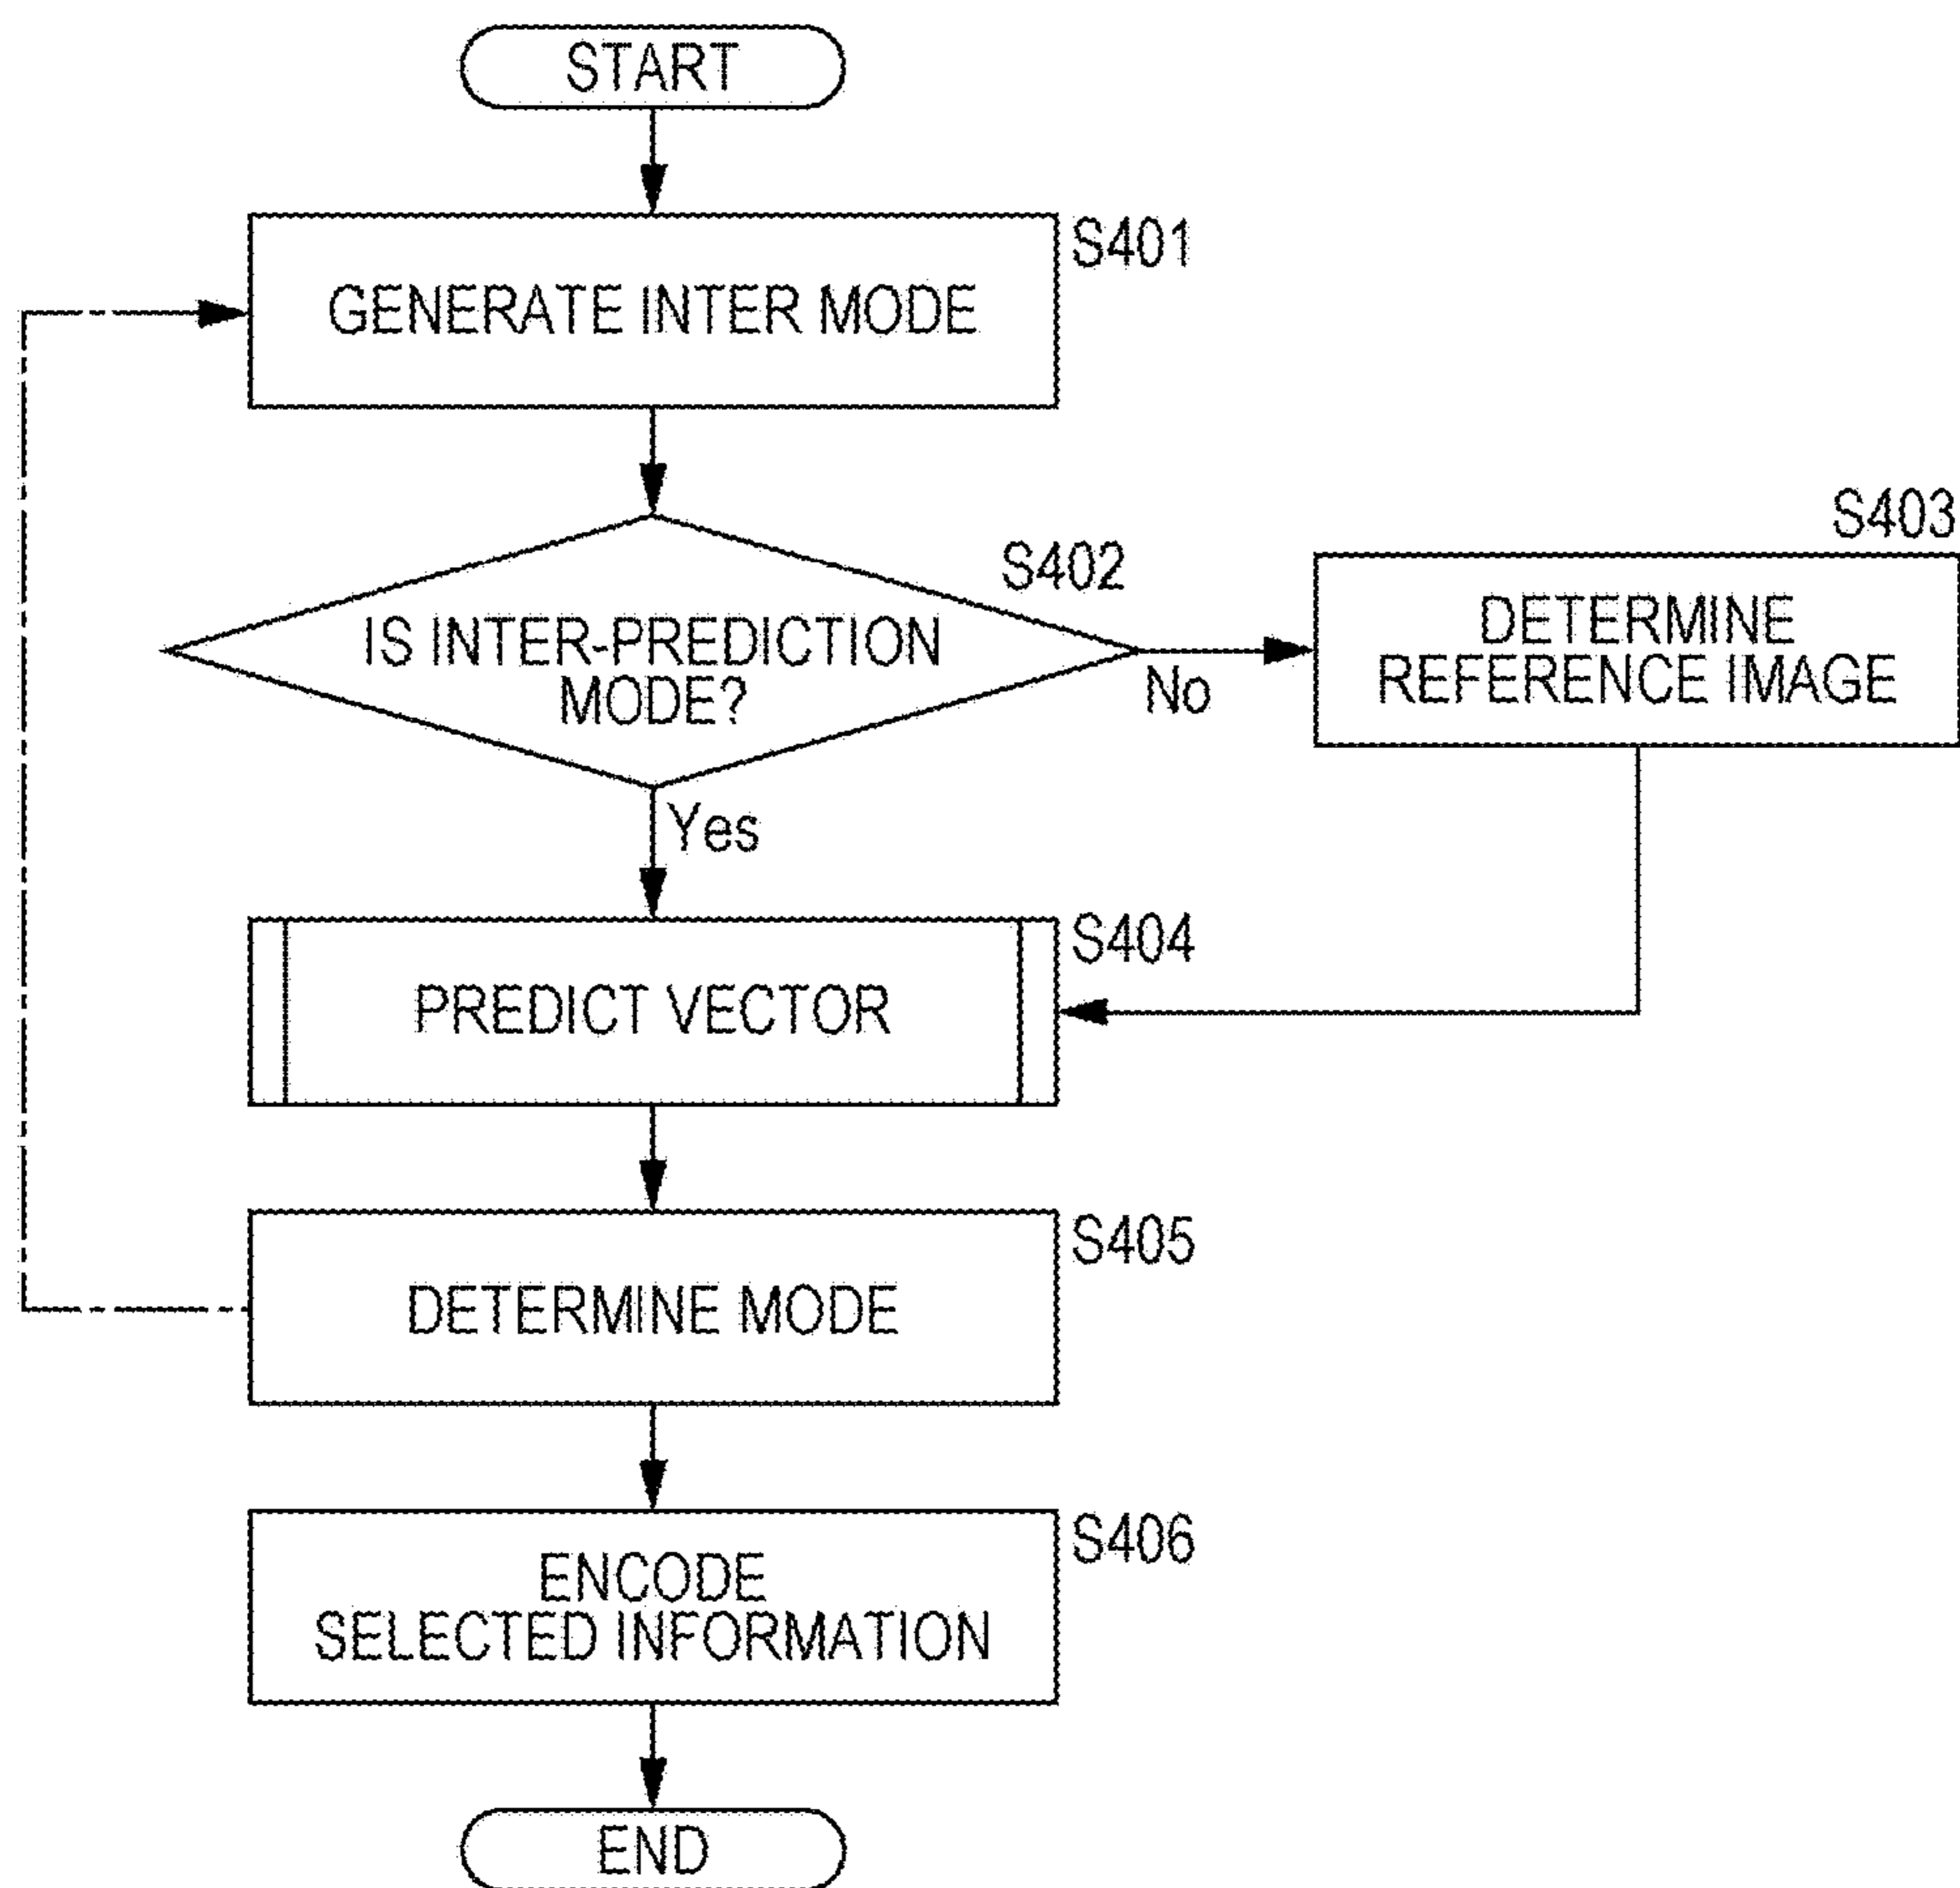 START
S401
GENERATE INTER MODE
S402
IS INTER-PREDICTION
MODE?
No
Yes
S403
DETERMINE
REFERENCE IMAGE
S404
PREDICT VECTOR
S405
DETERMINE MODE
S406
ENCODE
SELECTED INFORMATION
END